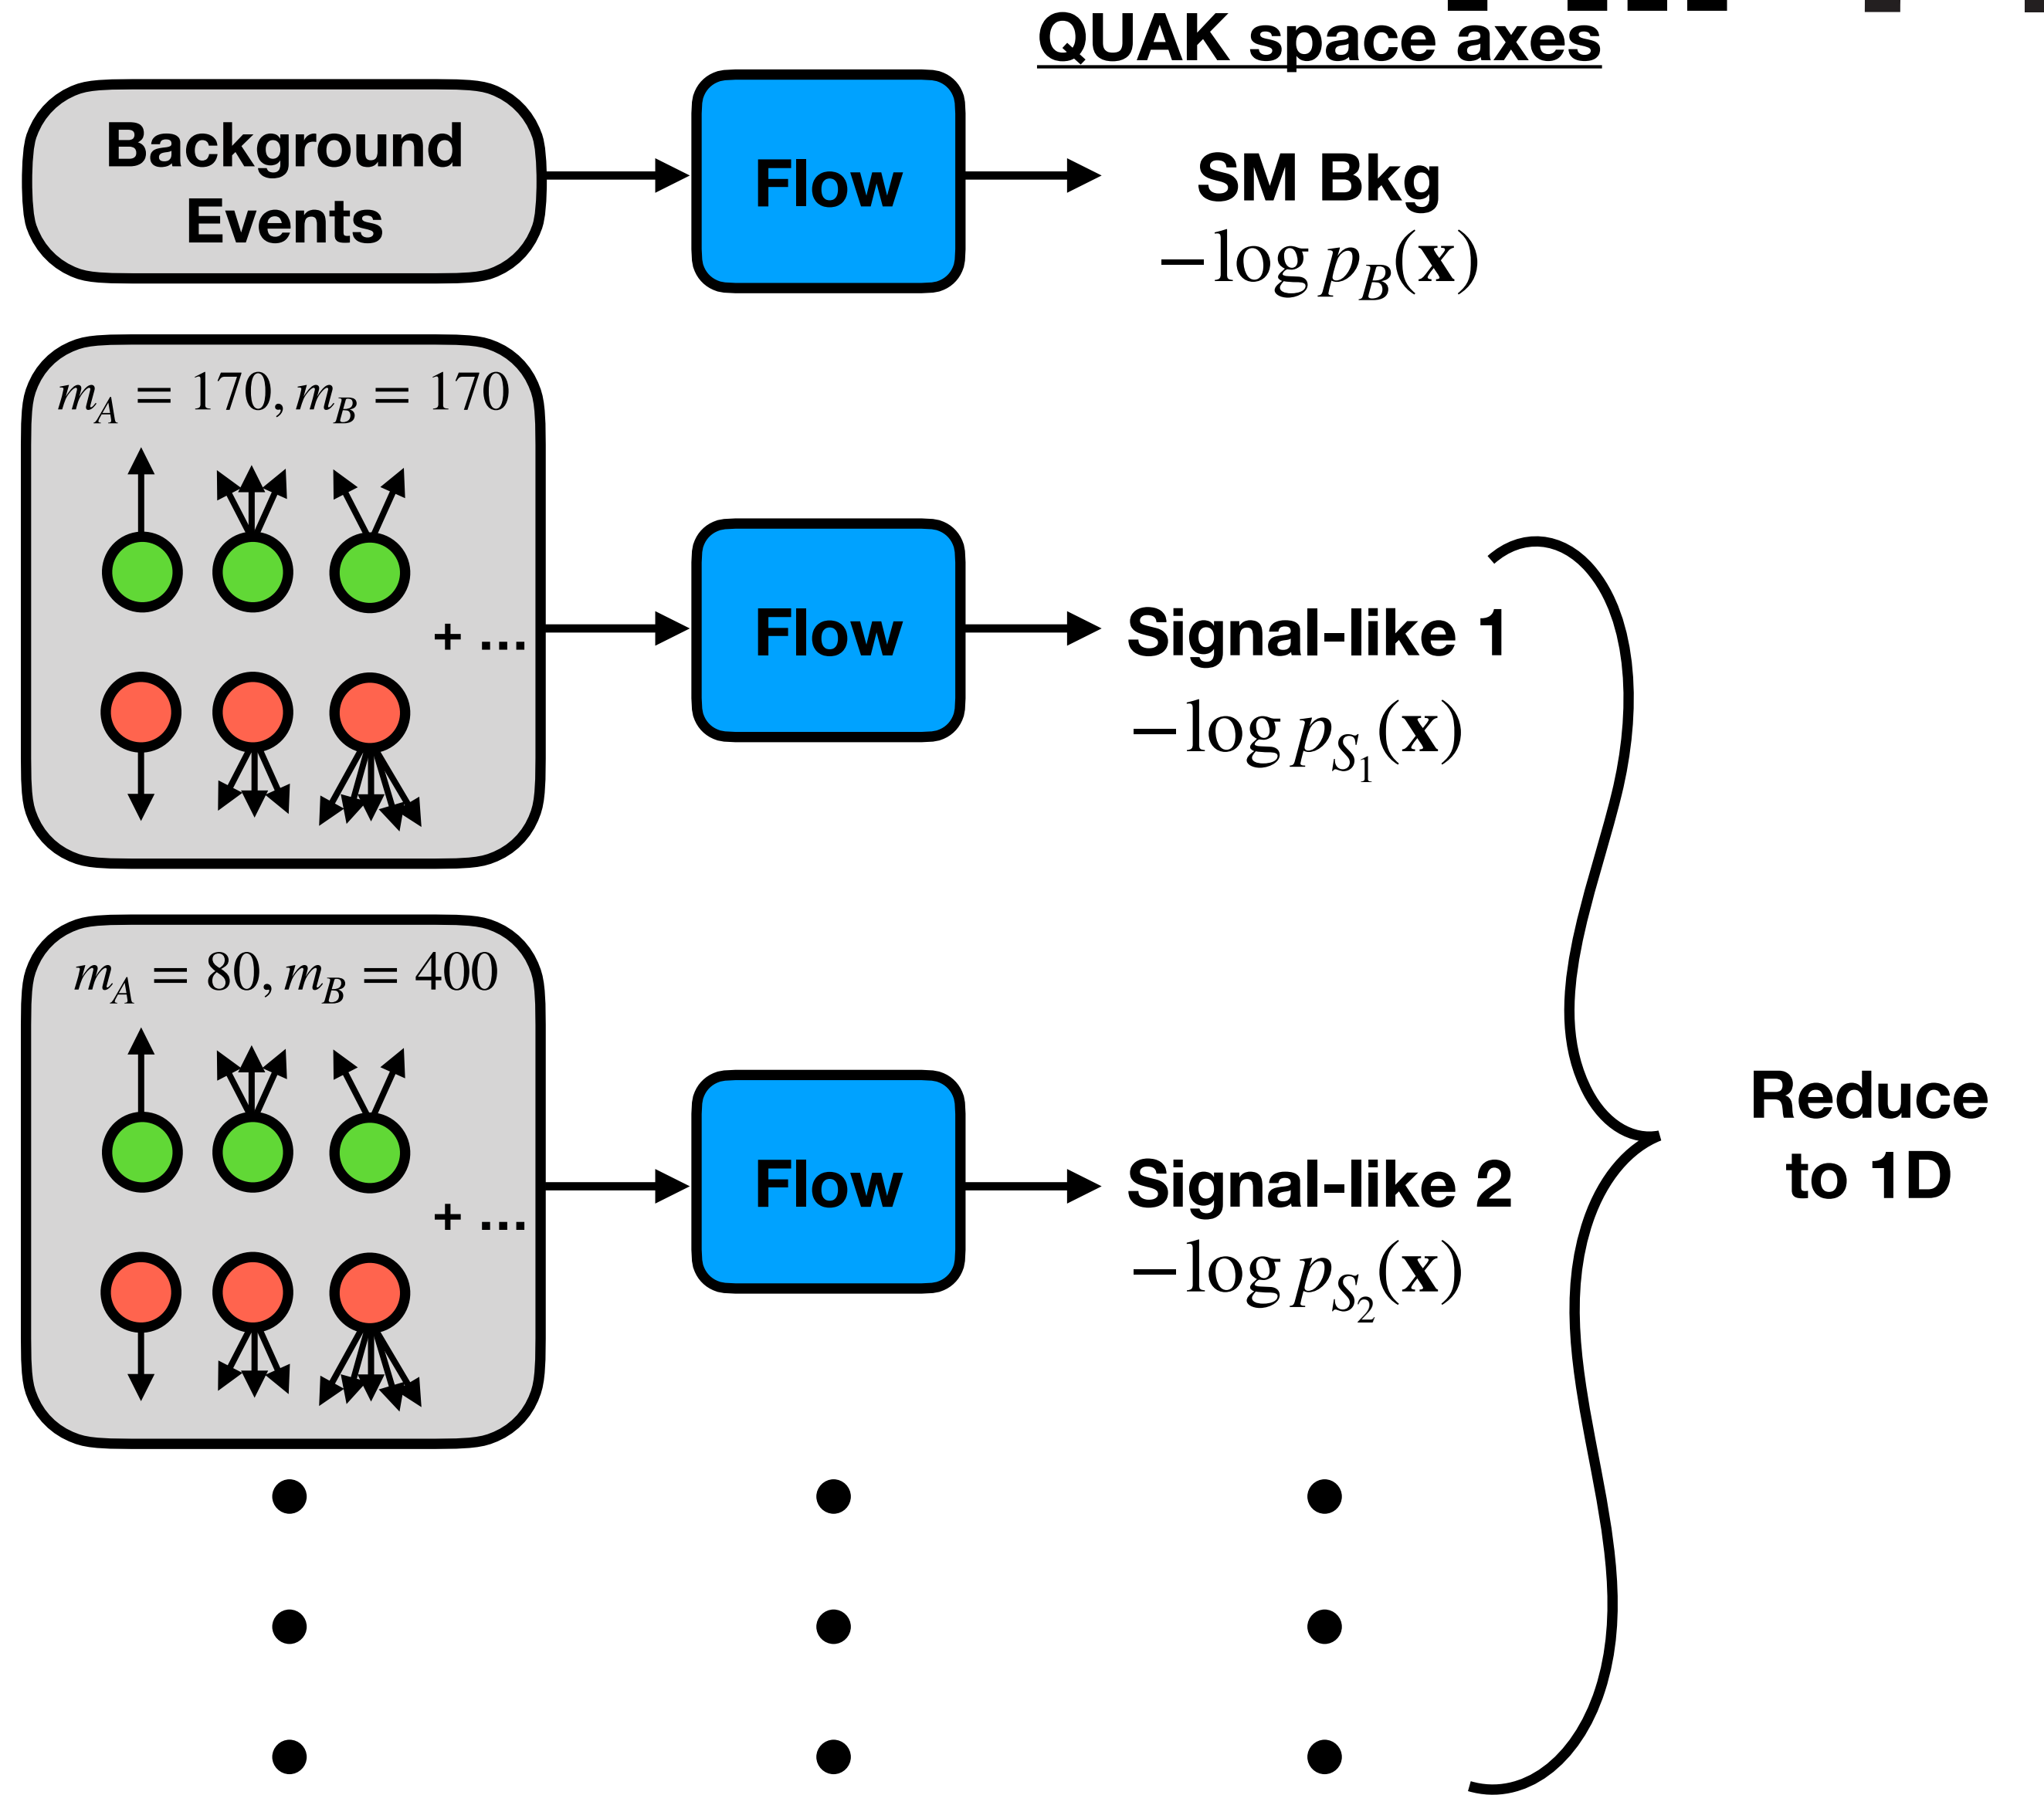 QUAK space axes
Background
Events
Flow
SM Bkg
−log p_B(x)
m_A = 170, m_B = 170
+ ...
Flow
Signal-like 1
−log p_{S_1}(x)
m_A = 80, m_B = 400
+ ...
Flow
Signal-like 2
−log p_{S_2}(x)
Reduce
to 1D